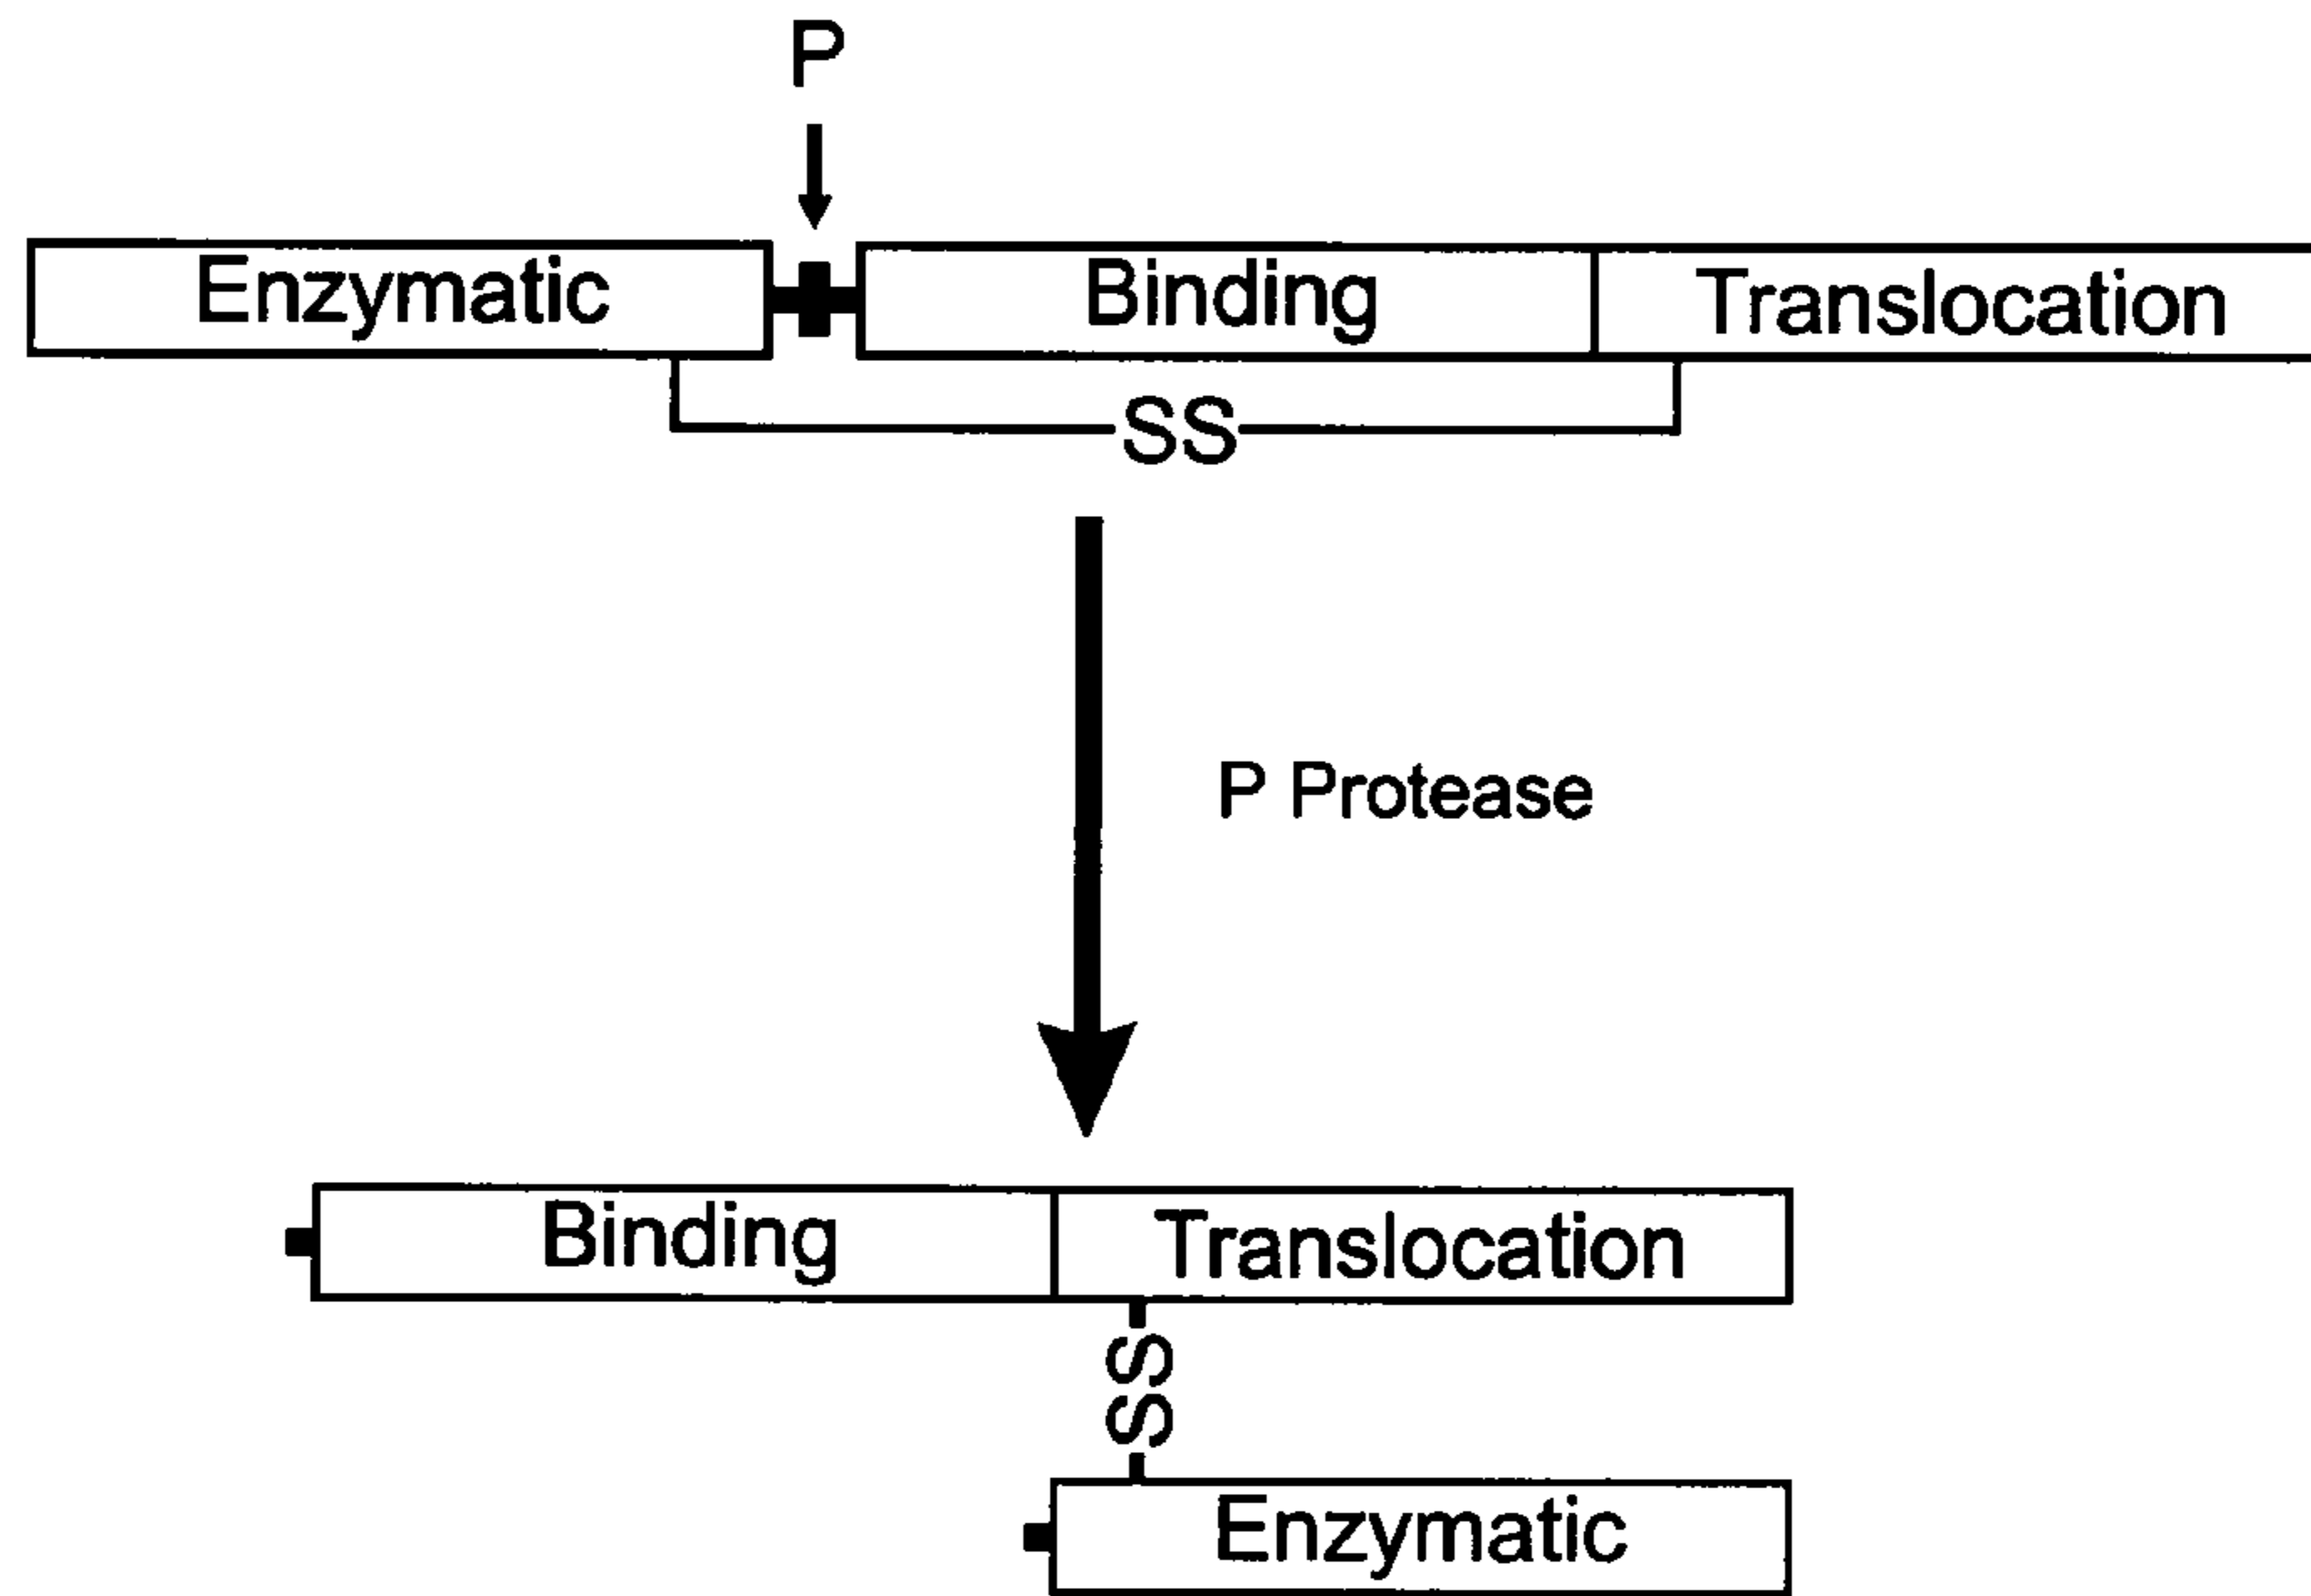 P
Enzymatic Binding Translocation
SS
P Protease
Binding Translocation
SS
Enzymatic